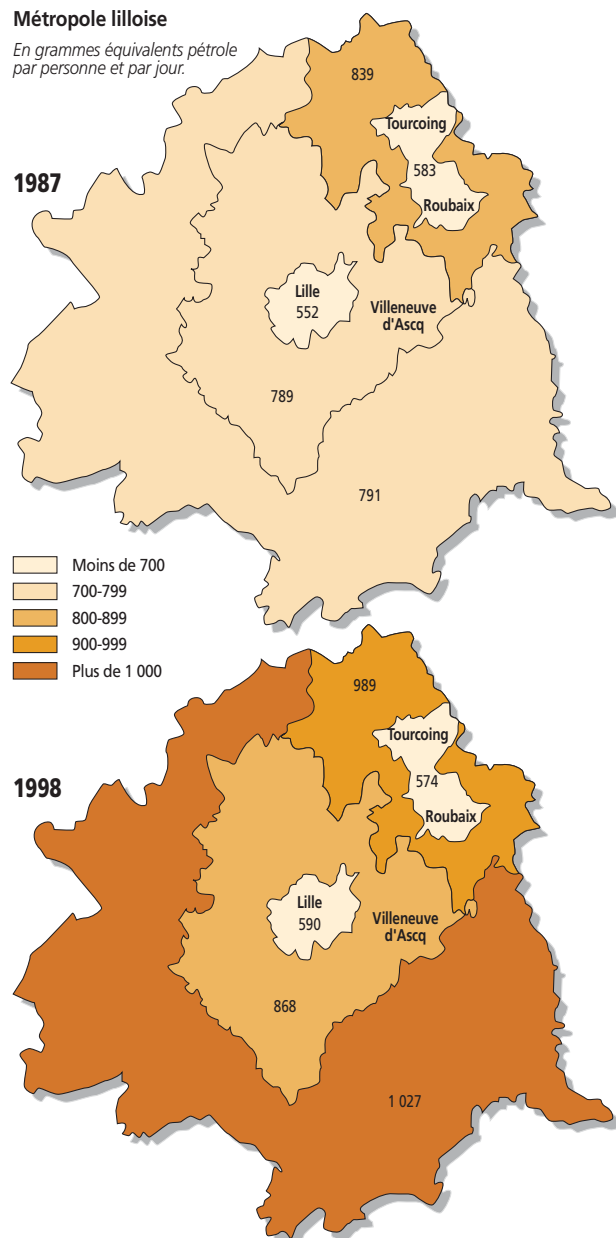 Métropole lilloise
En grammes équivalents pétrole
par personne et par jour.
839
Tourcoing
1987
583
Roubaix
Lille
552
Villeneuve
d'Ascq
789
791
Moins de 700
700-799
800-899
900-999
Plus de 1 000
989
Tourcoing
1998
574
Roubaix
Lille
590
Villeneuve
d'Ascq
868
1 027